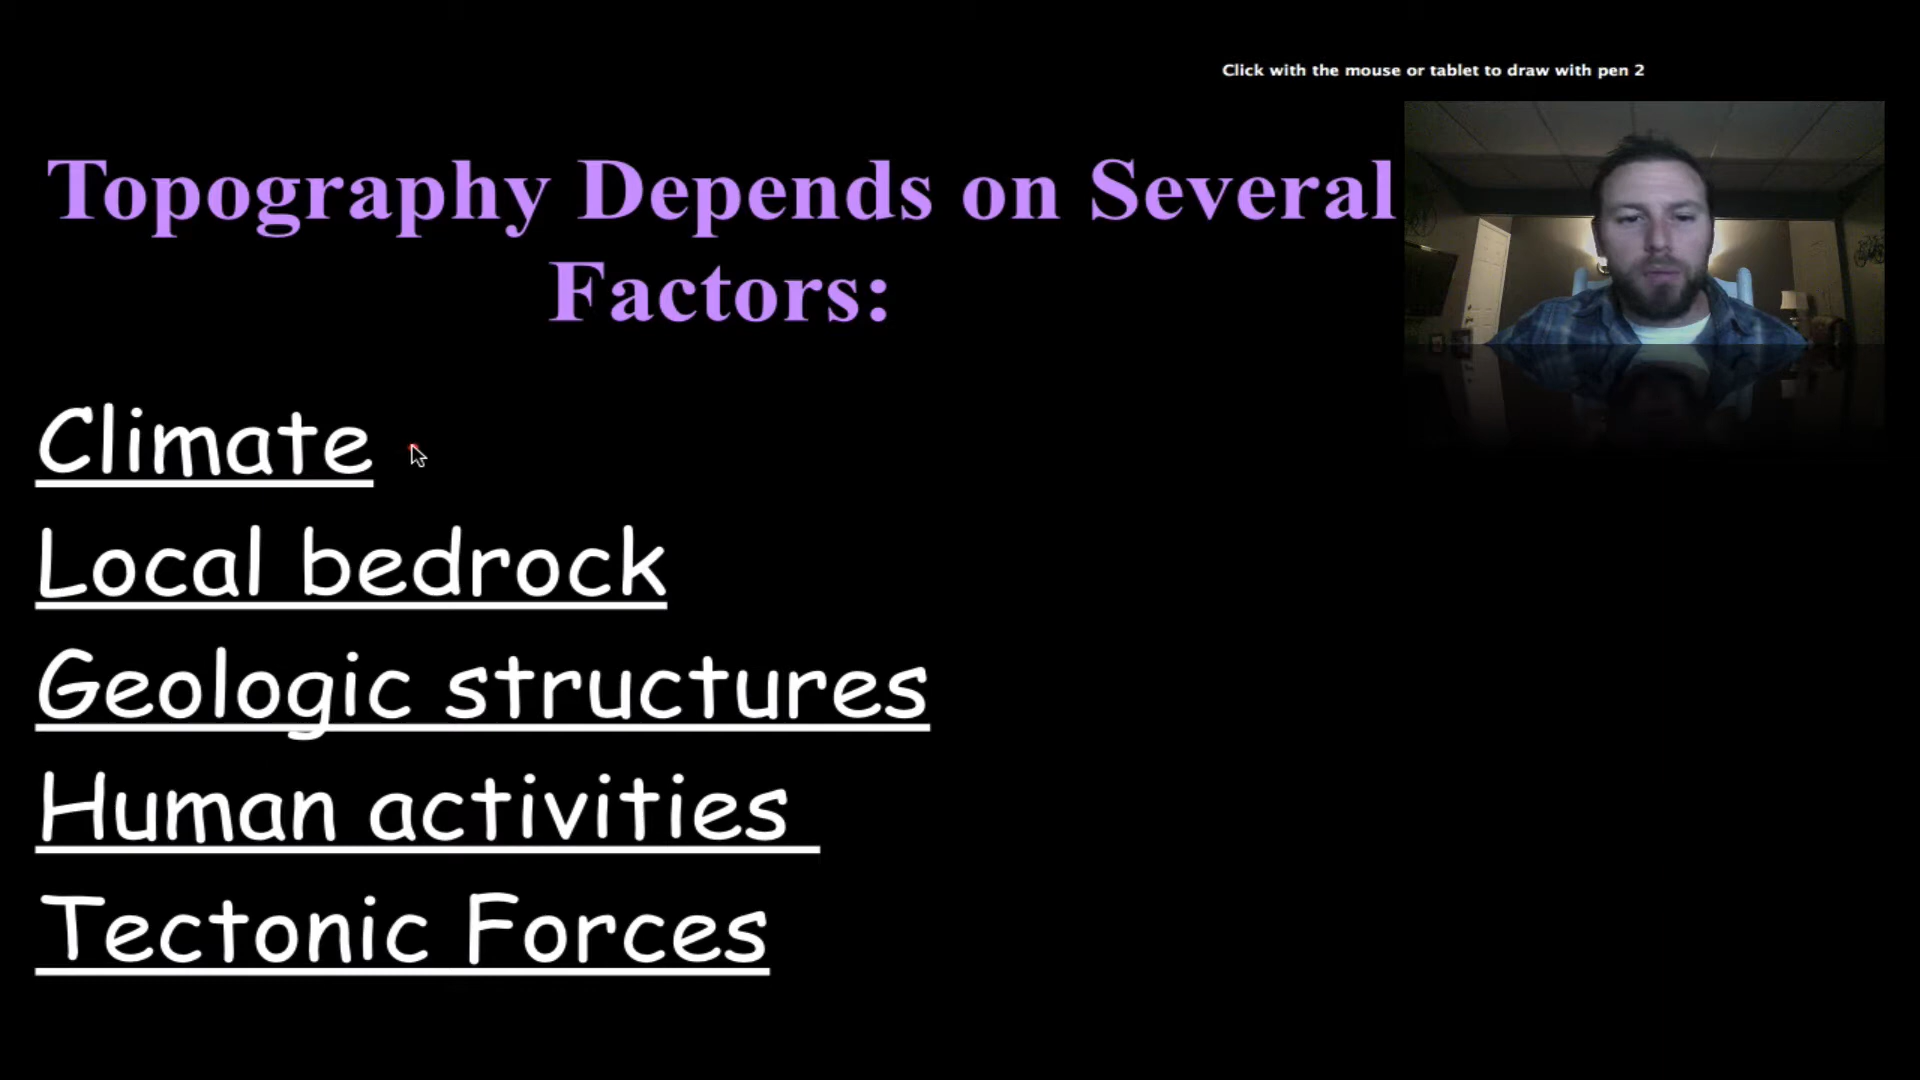 Click with the mouse or tablet to draw with pen 2
Topography Depends on Several
Factors:
Climate
Local bedrock
Geologic structures
Human activities
Tectonic Forces